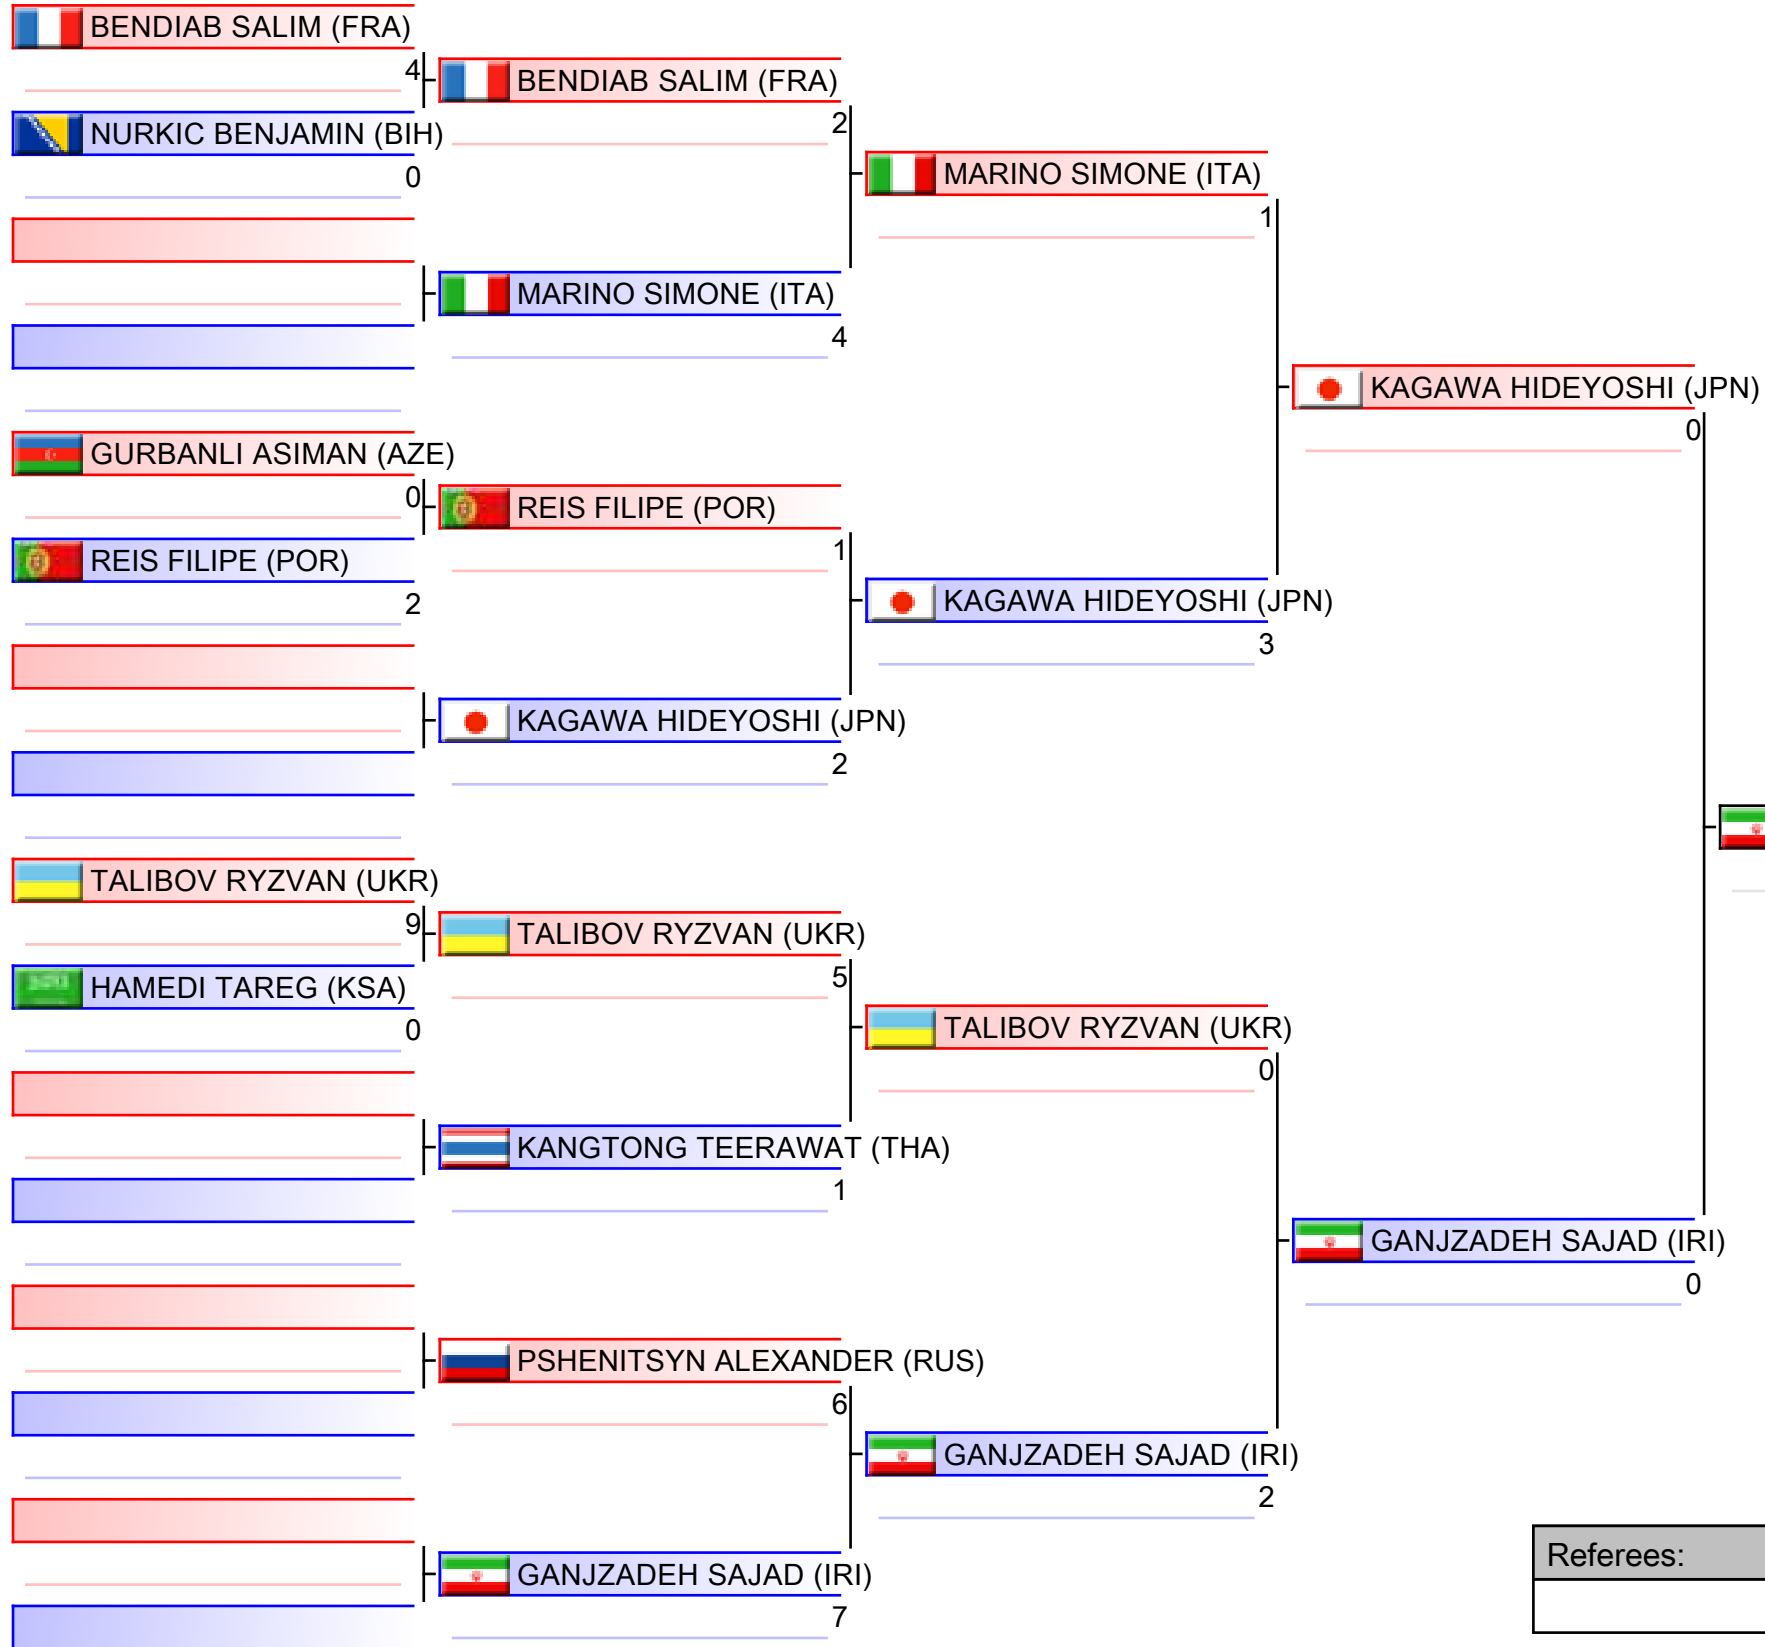 BENDIAB SALIM (FRA)
4
NURKIC BENJAMIN (BIH)
0
GURBANLI ASIMAN (AZE)
0
REIS FILIPE (POR)
2
TALIBOV RYZVAN (UKR)
9
HAMEDI TAREG (KSA)
0
BENDIAB SALIM (FRA)
2
MARINO SIMONE (ITA)
4
REIS FILIPE (POR)
1
KAGAWA HIDEYOSHI (JPN)
2
TALIBOV RYZVAN (UKR)
5
KANGTONG TEERAWAT (THA)
1
PSHENITSYN ALEXANDER (RUS)
6
GANJZADEH SAJAD (IRI)
7
MARINO SIMONE (ITA)
1
KAGAWA HIDEYOSHI (JPN)
3
TALIBOV RYZVAN (UKR)
0
GANJZADEH SAJAD (IRI)
2
KAGAWA HIDEYOSHI (JPN)
0
GANJZADEH SAJAD (IRI)
0
Referees: